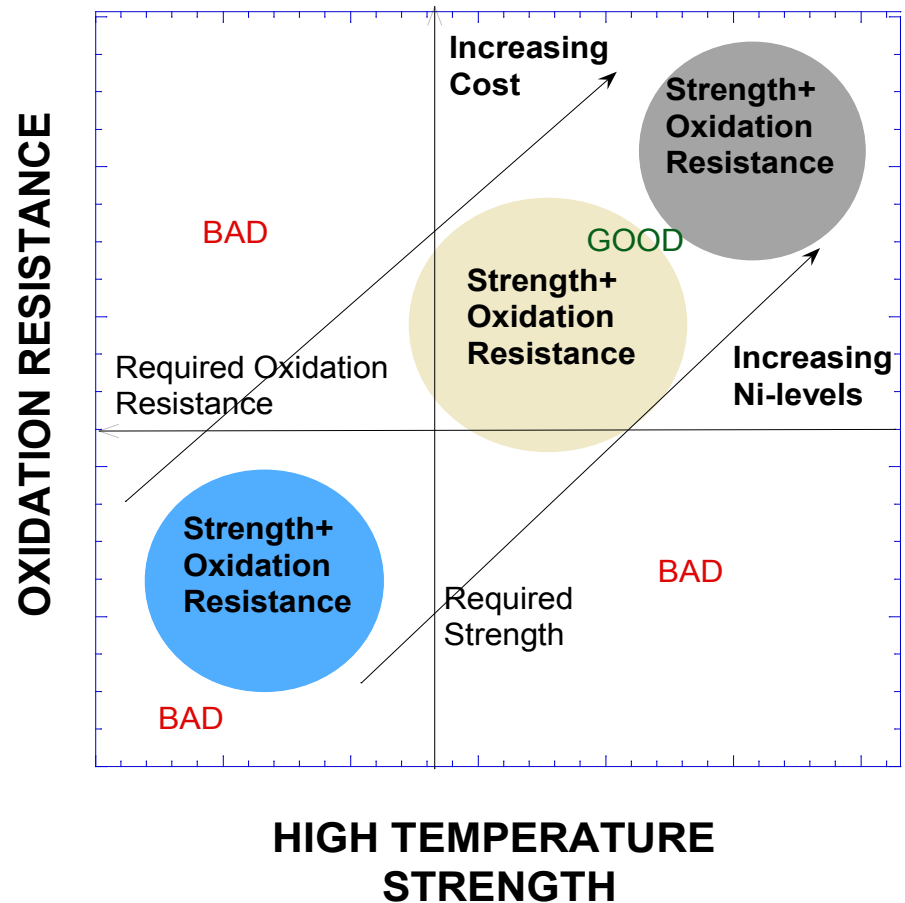 OXIDATION RESISTANCE
Increasing
Cost
Strength+
Oxidation
Resistance
BAD
GOOD
Strength+
Oxidation
Resistance
Required Oxidation
Resistance
Increasing
Ni-levels
Strength+
Oxidation
Resistance
BAD
Required
Strength
BAD
HIGH TEMPERATURE
STRENGTH